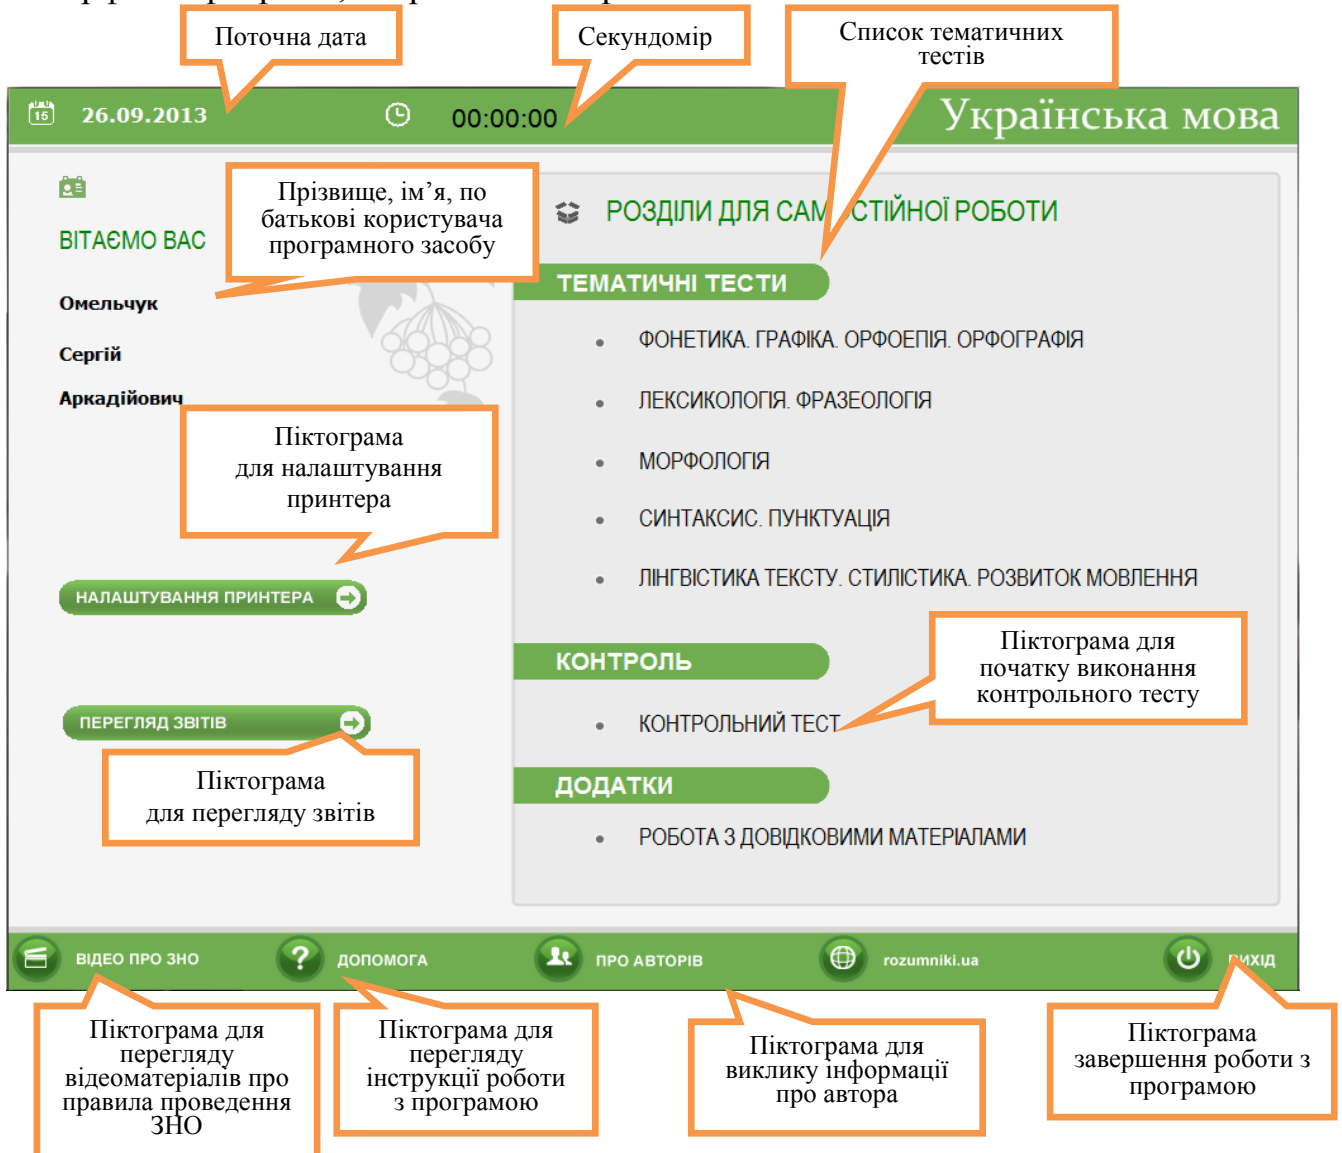 Поточна дата
Секундомір
Список тематичних
тестів
15
26.09.2013
00:00:00
Українська мова
Прізвище, ім’я, по
батькові користувача
програмного засобу
ВІТАЄМО ВАС
Омельчук
Сергій
Аркадійович
Піктограма
для налаштування
принтера
НАЛАШТУВАННЯ ПРИНТЕРА
ПЕРЕГЛЯД ЗВІТІВ
Піктограма
для перегляду звітів
РОЗДІЛИ ДЛЯ САМОСТІЙНОЇ РОБОТИ
ТЕМАТИЧНІ ТЕСТИ
ФОНЕТИКА. ГРАФІКА. ОРФОЕПІЯ. ОРФОГРАФІЯ
ЛЕКСИКОЛОГІЯ. ФРАЗЕОЛОГІЯ
МОРФОЛОГІЯ
СИНТАКСИС. ПУНКТУАЦІЯ
ЛІНГВІСТИКА ТЕКСТУ. СТИЛІСТИКА. РОЗВИТОК МОВЛЕННЯ
Піктограма для
початку виконання
контрольного тесту
КОНТРОЛЬ
КОНТРОЛЬНИЙ ТЕСТ
ДОДАТКИ
РОБОТА З ДОВІДКОВИМИ МАТЕРІАЛАМИ
ВІДЕО ПРО ЗНО
ДОПОМОГА
ПРО АВТОРІВ
rozumniki.ua
ВИХІД
Піктограма для
перегляду
відеоматеріалів про
правила проведення
ЗНО
Піктограма для
перегляду
інструкції роботи
з програмою
Піктограма для
виклику інформації
про автора
Піктограма
завершення роботи з
програмою